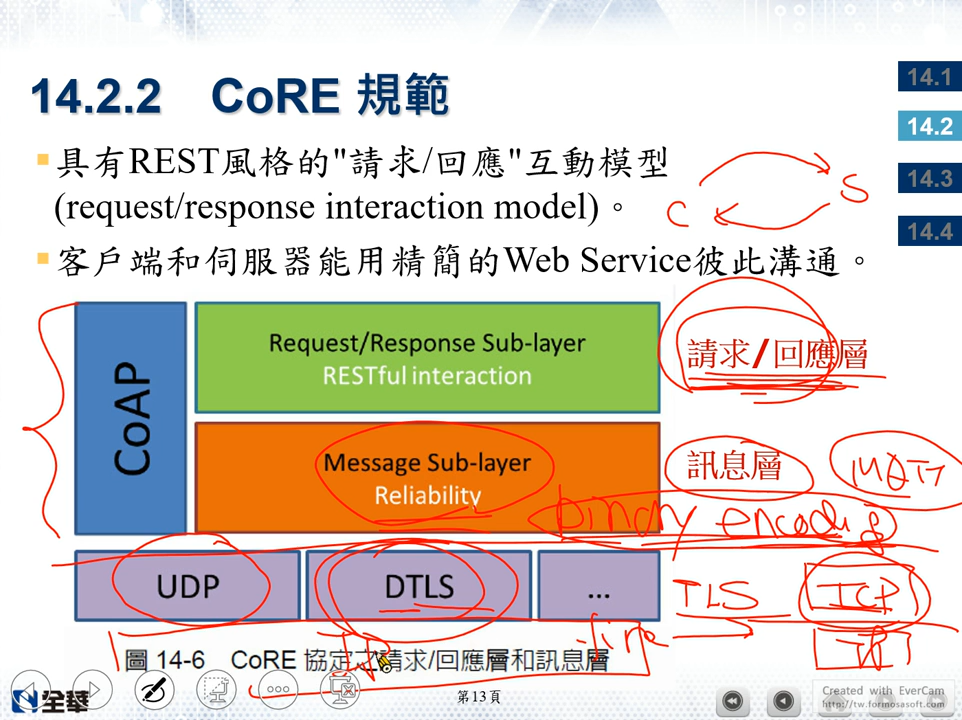 14.2.2 CoRE 規範
具有REST風格的"請求/回應"互動模型
(request/response interaction model)。
客戶端和伺服器能用精簡的Web Service彼此溝通。
14.1
14.2
14.3
14.4
C
S
CoAP
Request/Response Sub-layer
RESTful interaction
請求/回應層
Message Sub-layer
Reliability
訊息層
MQTT
binary encoding
UDP
DTLS
...
TLS
TCP
IP
IP
圖 14-6 CoRE 協定之請求/回應層和訊息層
全華
第13頁
Created with EverCam
http://tw.formosasoft.com